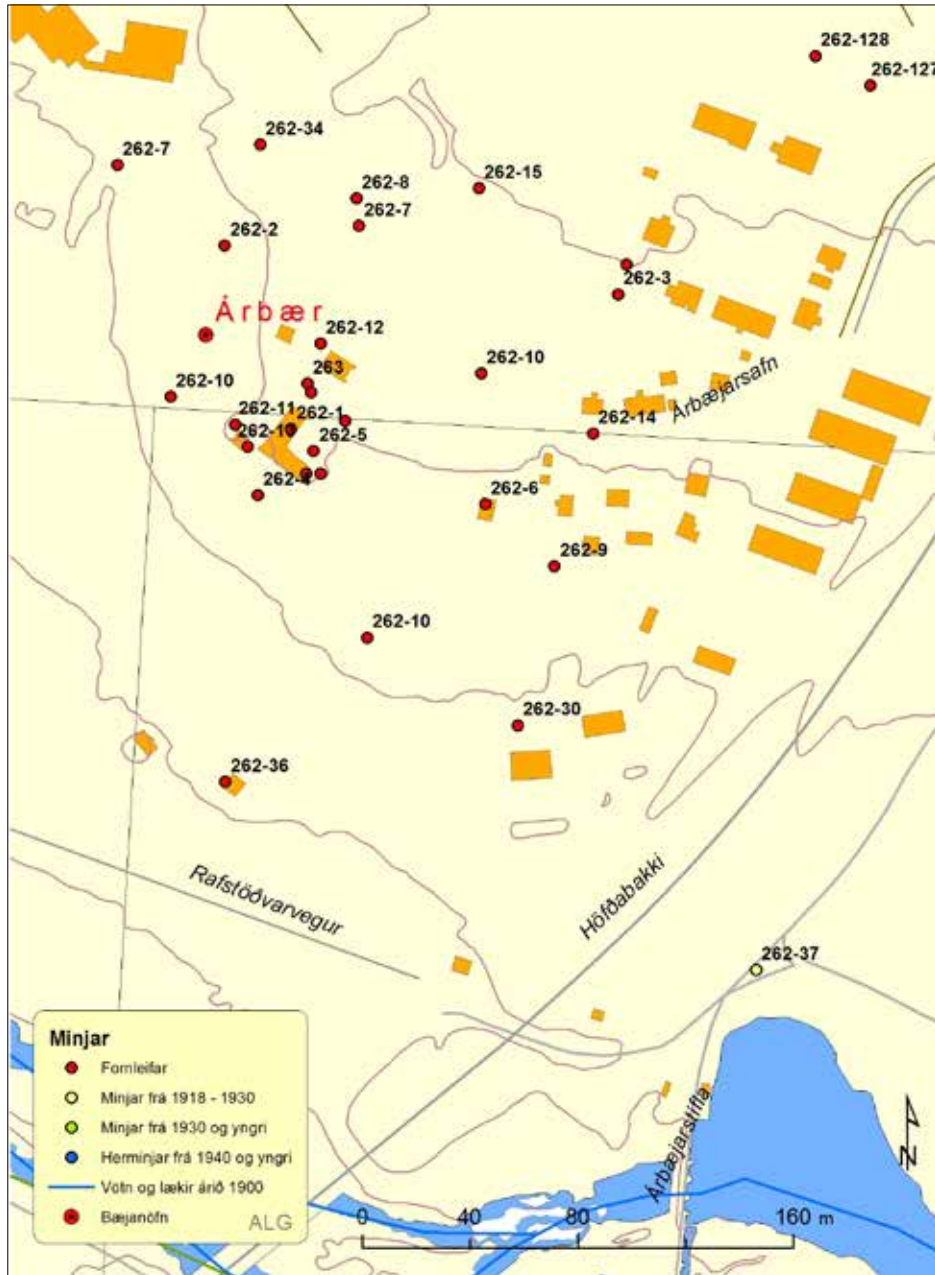 262-128
262-127
262-34
262-7
262-15
262-8
262-7
262-2
262-3
Árbær
262-12
263
262-10
262-10
Árbæjarsafn
262-11
262-1
262-14
262-5
262-4
262-6
262-9
262-10
262-30
262-36
Rafstöðvarvegur
Höfðabakki
262-37
Árbæjarstífla
Minjar
Fornleifar
Minjar frá 1918 - 1930
Minjar frá 1930 og yngri
Herminjar frá 1940 og yngri
Vötn og lækir árið 1900
Bæjanöfn
ALG
0 40 80 160 m
N